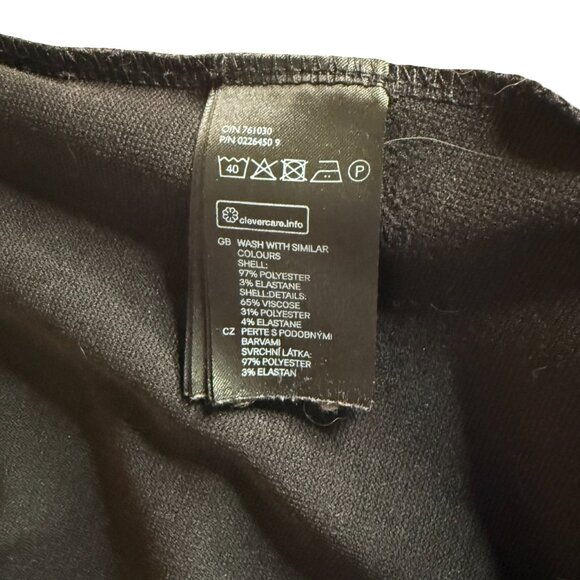 O/N 761030
P/N 0226450 9
40 P
clevercare.info
GB WASH WITH SIMILAR
COLOURS
SHELL:
97% POLYESTER
3% ELASTANE
SHELL:DETAILS:
65% VISCOSE
31% POLYESTER
4% ELASTANE
CZ PERTE S PODOBNÝMI
BARVAMI
SVRCHNÍ LÁTKA:
97% POLYESTER
3% ELASTAN